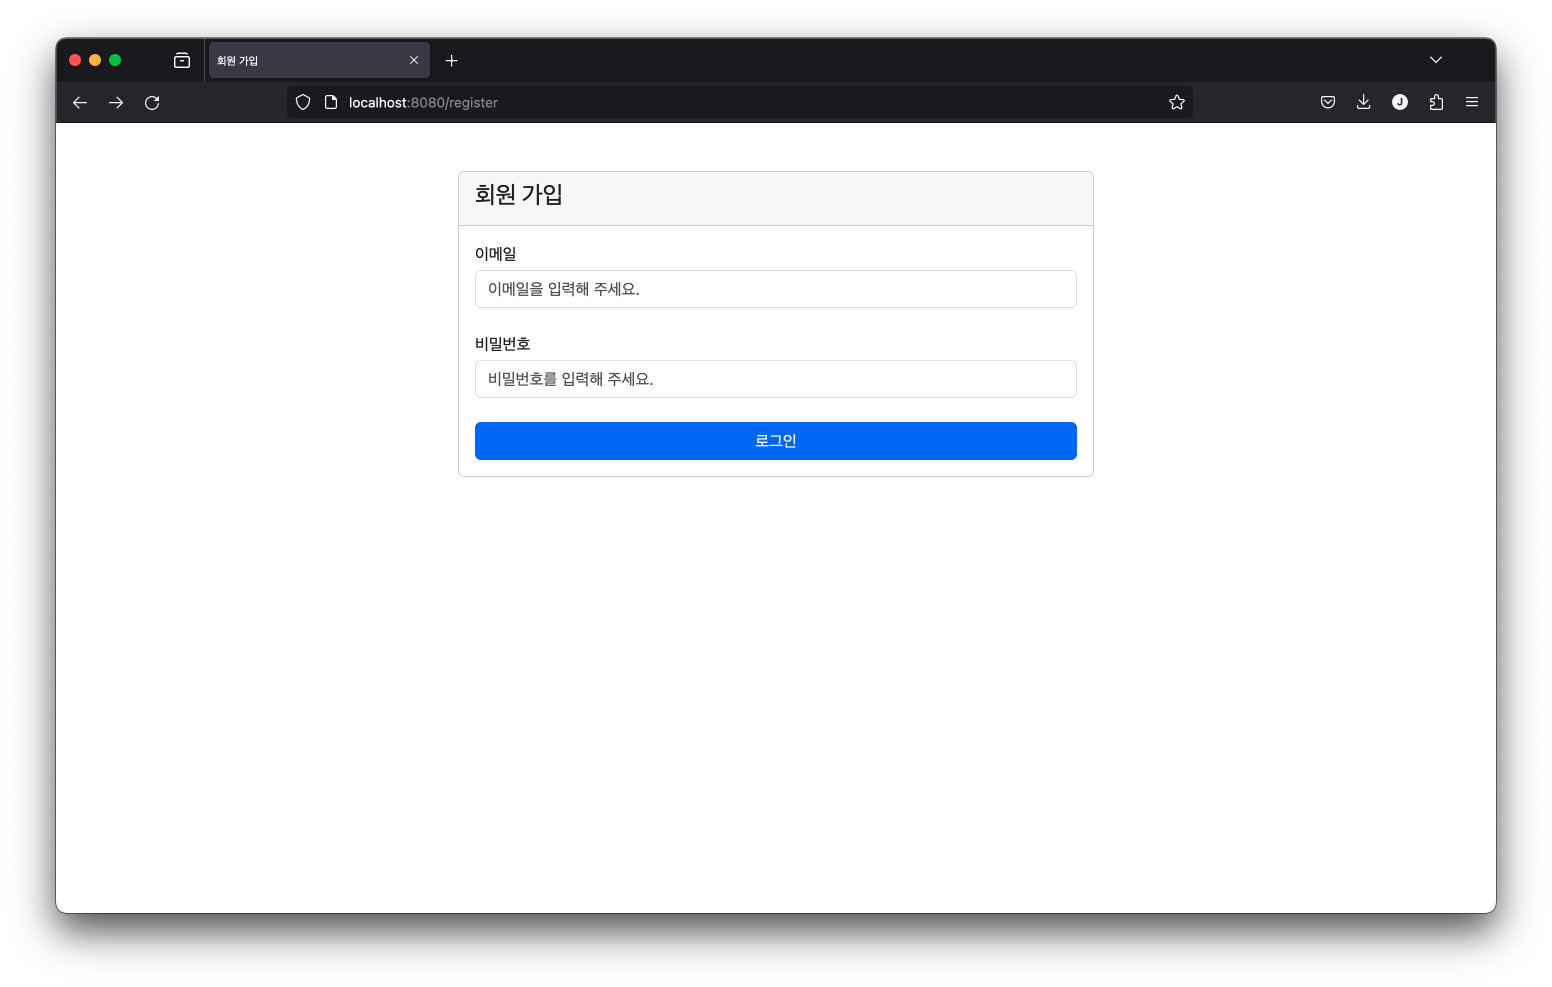 회원 가입
localhost:8080/register
J
회원 가입
이메일
이메일을 입력해 주세요.
비밀번호
비밀번호를 입력해 주세요.
로그인